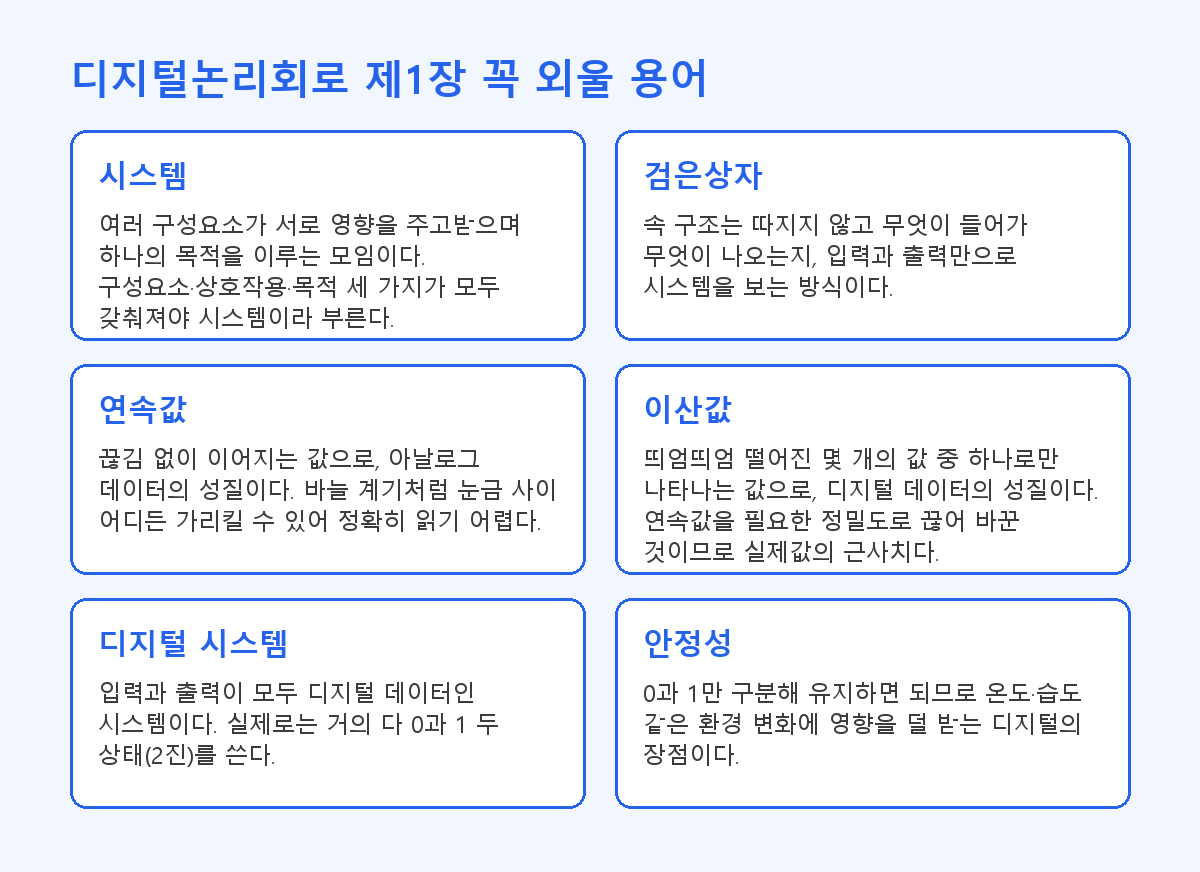 디지털논리회로 제1장 꼭 외울 용어
시스템
여러 구성요소가 서로 영향을 주고받으며
하나의 목적을 이루는 모임이다.
구성요소·상호작용·목적 세 가지가 모두
갖춰져야 시스템이라 부른다.
검은상자
속 구조는 따지지 않고 무엇이 들어가
무엇이 나오는지, 입력과 출력만으로
시스템을 보는 방식이다.
연속값
끊김 없이 이어지는 값으로, 아날로그
데이터의 성질이다. 바늘 계기처럼 눈금 사이
어디든 가리킬 수 있어 정확히 읽기 어렵다.
이산값
띄엄띄엄 떨어진 몇 개의 값 중 하나로만
나타나는 값으로, 디지털 데이터의 성질이다.
연속값을 필요한 정밀도로 끊어 바꾼
것이므로 실제값의 근사치다.
디지털 시스템
입력과 출력이 모두 디지털 데이터인
시스템이다. 실제로는 거의 다 0과 1 두
상태(2진)를 쓴다.
안정성
0과 1만 구분해 유지하면 되므로 온도·습도
같은 환경 변화에 영향을 덜 받는 디지털의
장점이다.